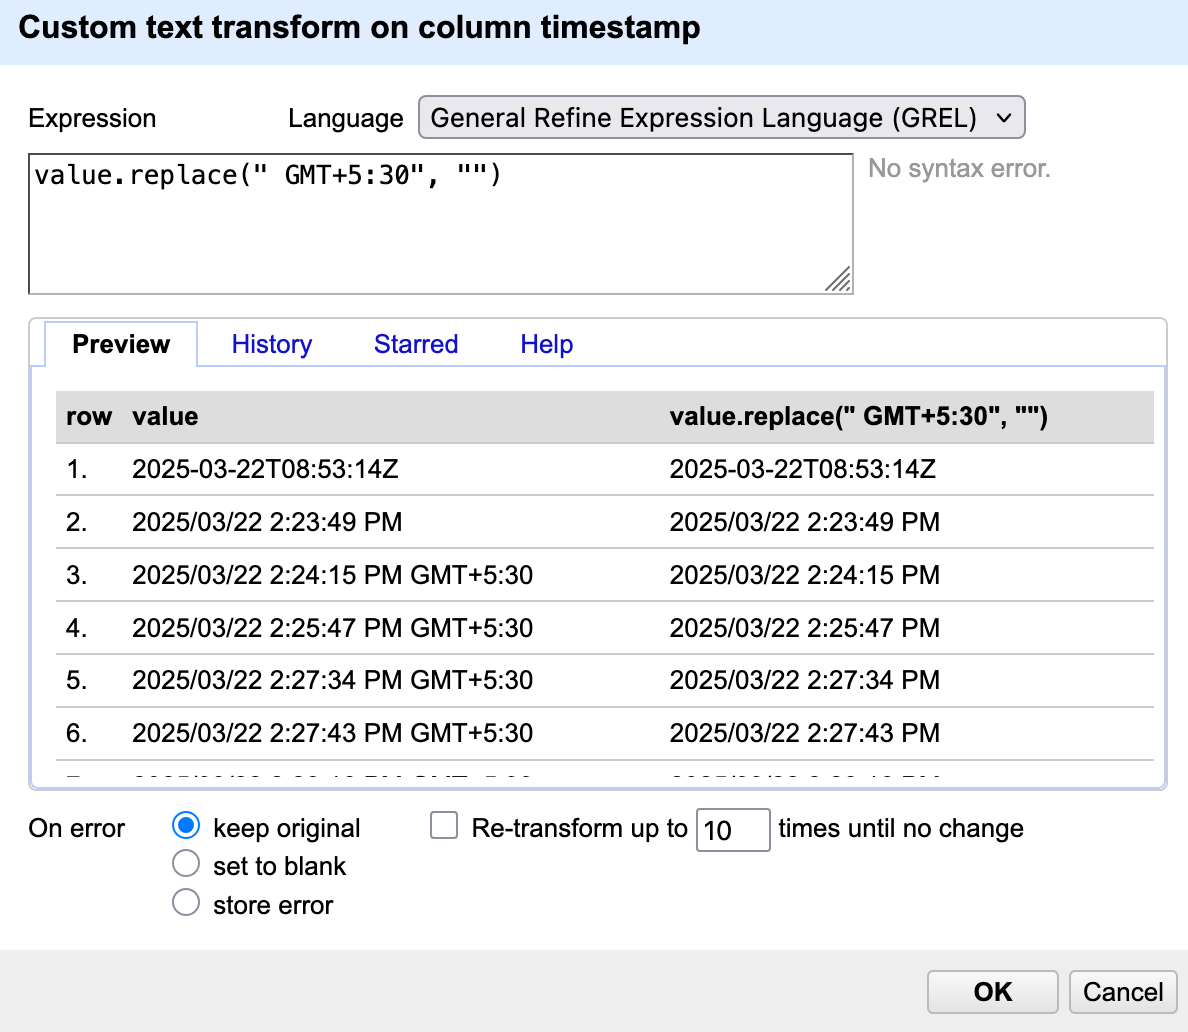 Custom text transform on column timestamp
Expression Language General Refine Expression Language (GREL)
value.replace(" GMT+5:30", "")
No syntax error.
Preview History Starred Help
row value value.replace(" GMT+5:30", "")
1. 2025-03-22T08:53:14Z 2025-03-22T08:53:14Z
2. 2025/03/22 2:23:49 PM 2025/03/22 2:23:49 PM
3. 2025/03/22 2:24:15 PM GMT+5:30 2025/03/22 2:24:15 PM
4. 2025/03/22 2:25:47 PM GMT+5:30 2025/03/22 2:25:47 PM
5. 2025/03/22 2:27:34 PM GMT+5:30 2025/03/22 2:27:34 PM
6. 2025/03/22 2:27:43 PM GMT+5:30 2025/03/22 2:27:43 PM
On error keep original Re-transform up to 10 times until no change
set to blank
store error
OK Cancel